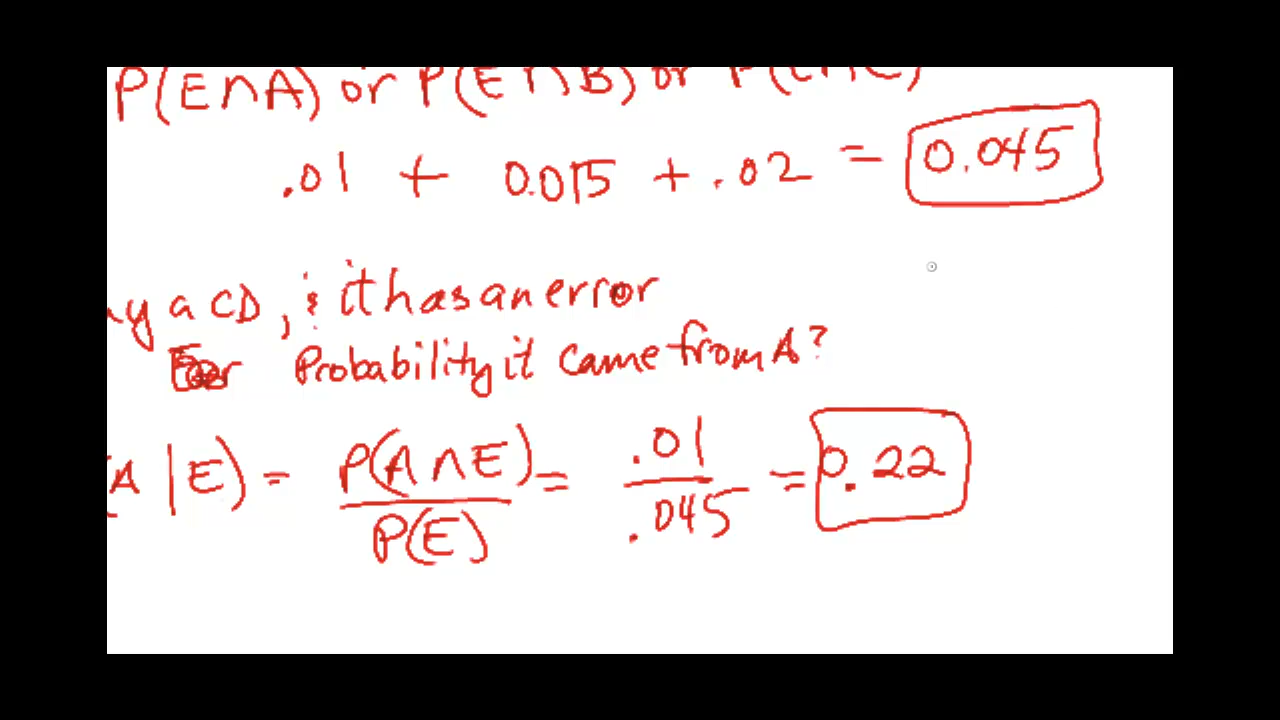 P(E∩A) or P(E∩B) or P(E∩C)
.01 + 0.015 + .02 = 0.045
y a CD, & it has an error
Probability it came from A?
(A | E) = P(A∩E) / P(E) = .01 / .045 = 0.22